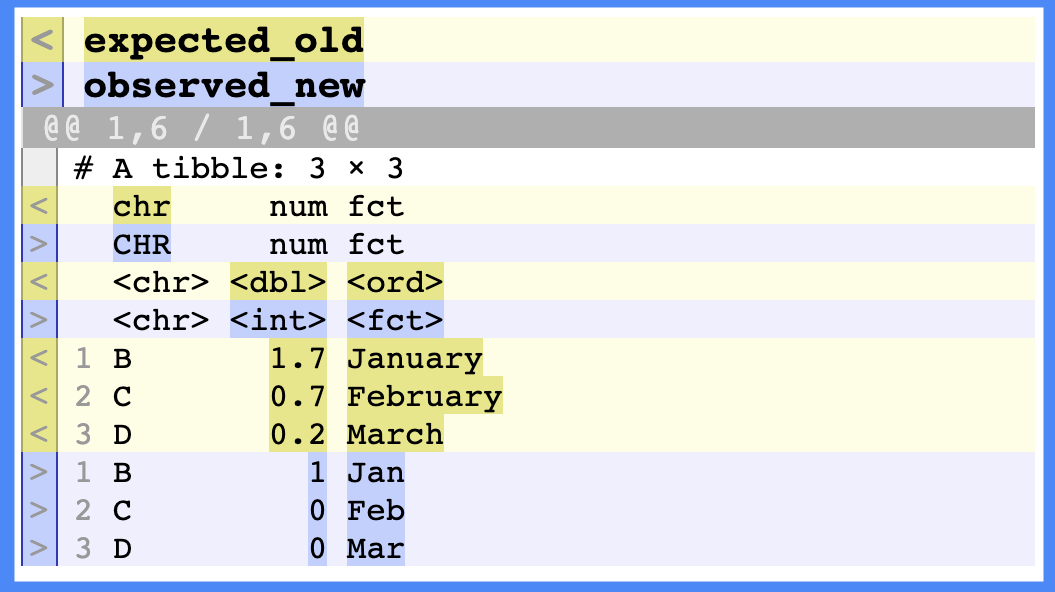 < expected_old
> observed_new
@@ 1,6 / 1,6 @@
# A tibble: 3 × 3
< chr num fct
> CHR num fct
< <chr> <dbl> <ord>
> <chr> <int> <fct>
< 1 B 1.7 January
< 2 C 0.7 February
< 3 D 0.2 March
> 1 B 1 Jan
> 2 C 0 Feb
> 3 D 0 Mar